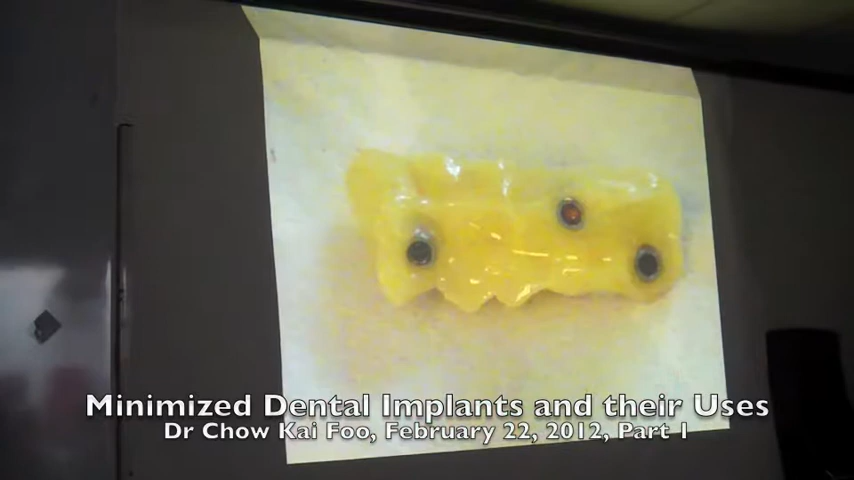 Minimized Dental Implants and their Uses
Dr Chow Kai Foo, February 22, 2012, Part 1